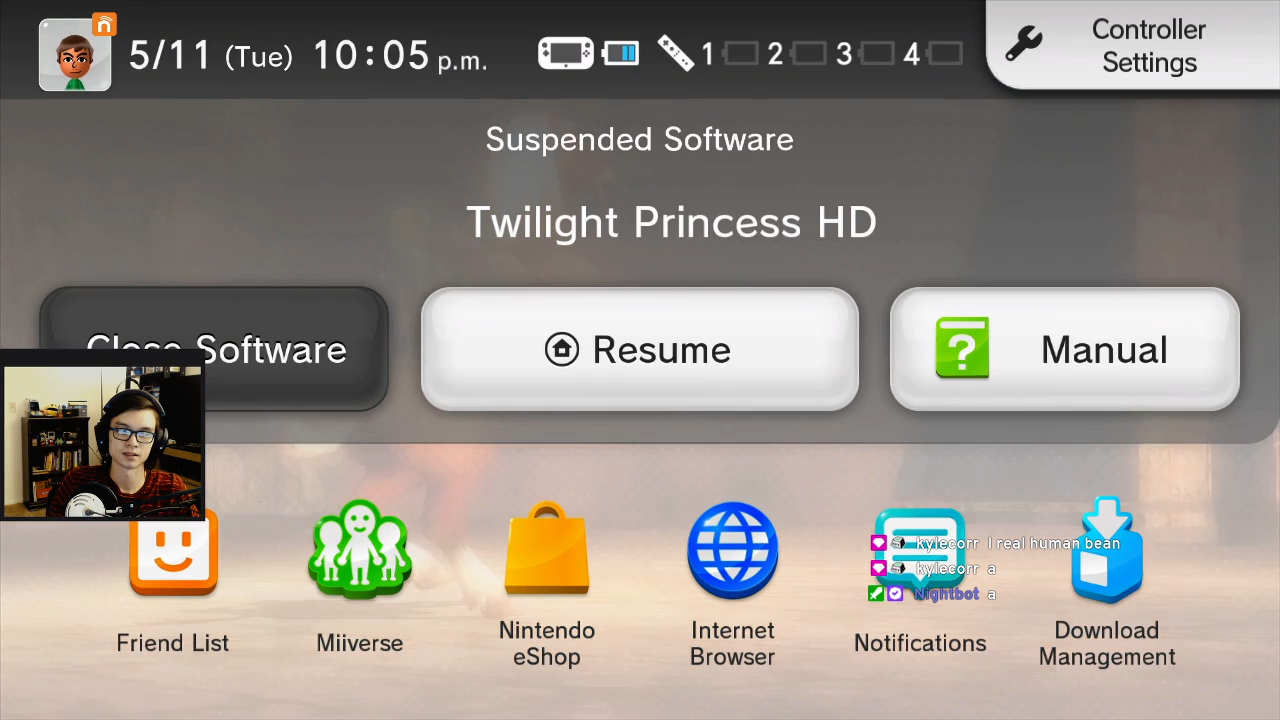 5/11 (Tue) 10:05 p.m.
1 2 3 4
Controller
Settings
Suspended Software
Twilight Princess HD
Close Software
Resume
? Manual
kylecorr I real human bean
kylecorr a
Nightbot a
Friend List
Miiverse
Nintendo
eShop
Internet
Browser
Notifications
Download
Management